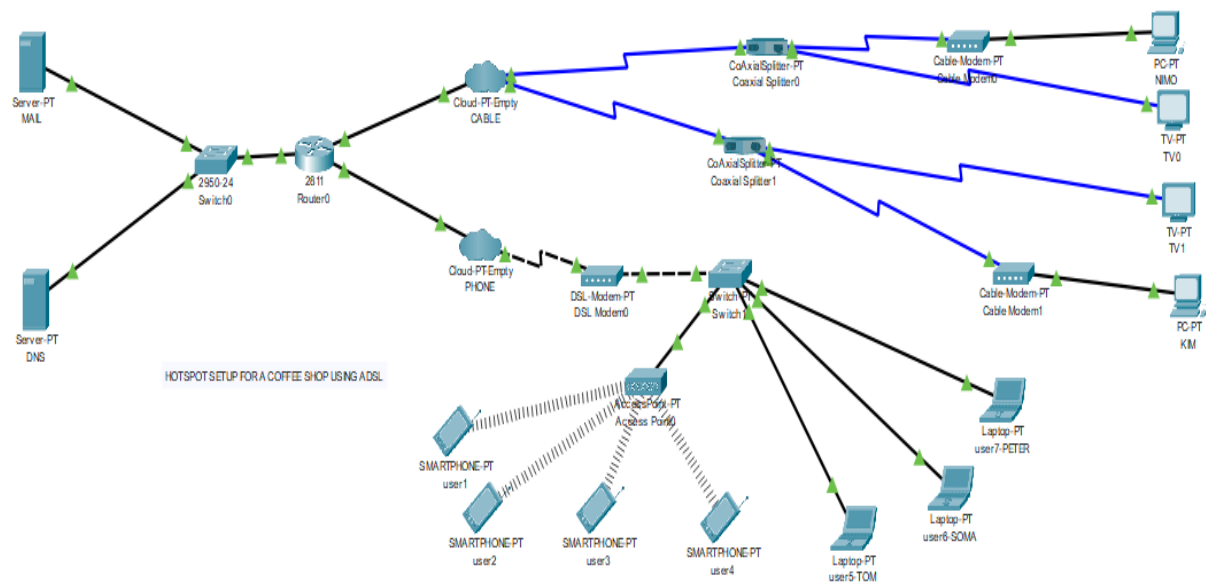 Server-PT
MAIL
2950-24
Switch0
2811
Router0
Cloud-PT-Empty
CABLE
CoAxialSplitter-PT
Coaxial Splitter0
Cable-Modem-PT
Cable Modem0
PC-PT
NIMO
TV-PT
TV0
CoAxialSplitter-PT
Coaxial Splitter1
TV-PT
TV1
Cloud-PT-Empty
PHONE
DSL-Modem-PT
DSL Modem0
Switch-PT
Switch1
Cable-Modem-PT
Cable Modem1
PC-PT
KIM
Server-PT
DNS
HOTSPOT SETUP FOR A COFFEE SHOP USING ADSL
AccessPoint-PT
Access Point0
SMARTPHONE-PT
user1
SMARTPHONE-PT
user2
SMARTPHONE-PT
user3
SMARTPHONE-PT
user4
Laptop-PT
user5-TOM
Laptop-PT
user6-SOMA
Laptop-PT
user7-PETER